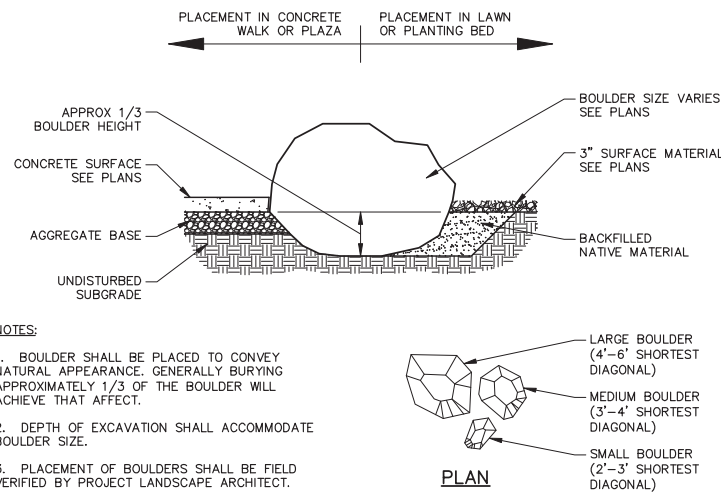 PLACEMENT IN CONCRETE
WALK OR PLAZA
PLACEMENT IN LAWN
OR PLANTING BED
APPROX 1/3
BOULDER HEIGHT
CONCRETE SURFACE
SEE PLANS
AGGREGATE BASE
UNDISTURBED
SUBGRADE
BOULDER SIZE VARIES
SEE PLANS
3" SURFACE MATERIAL
SEE PLANS
BACKFILLED
NATIVE MATERIAL
NOTES:
1. BOULDER SHALL BE PLACED TO CONVEY
NATURAL APPEARANCE. GENERALLY BURYING
APPROXIMATELY 1/3 OF THE BOULDER WILL
ACHIEVE THAT AFFECT.
2. DEPTH OF EXCAVATION SHALL ACCOMMODATE
BOULDER SIZE.
3. PLACEMENT OF BOULDERS SHALL BE FIELD
VERIFIED BY PROJECT LANDSCAPE ARCHITECT.
LARGE BOULDER
(4'-6' SHORTEST
DIAGONAL)
MEDIUM BOULDER
(3'-4' SHORTEST
DIAGONAL)
SMALL BOULDER
(2'-3' SHORTEST
DIAGONAL)
PLAN